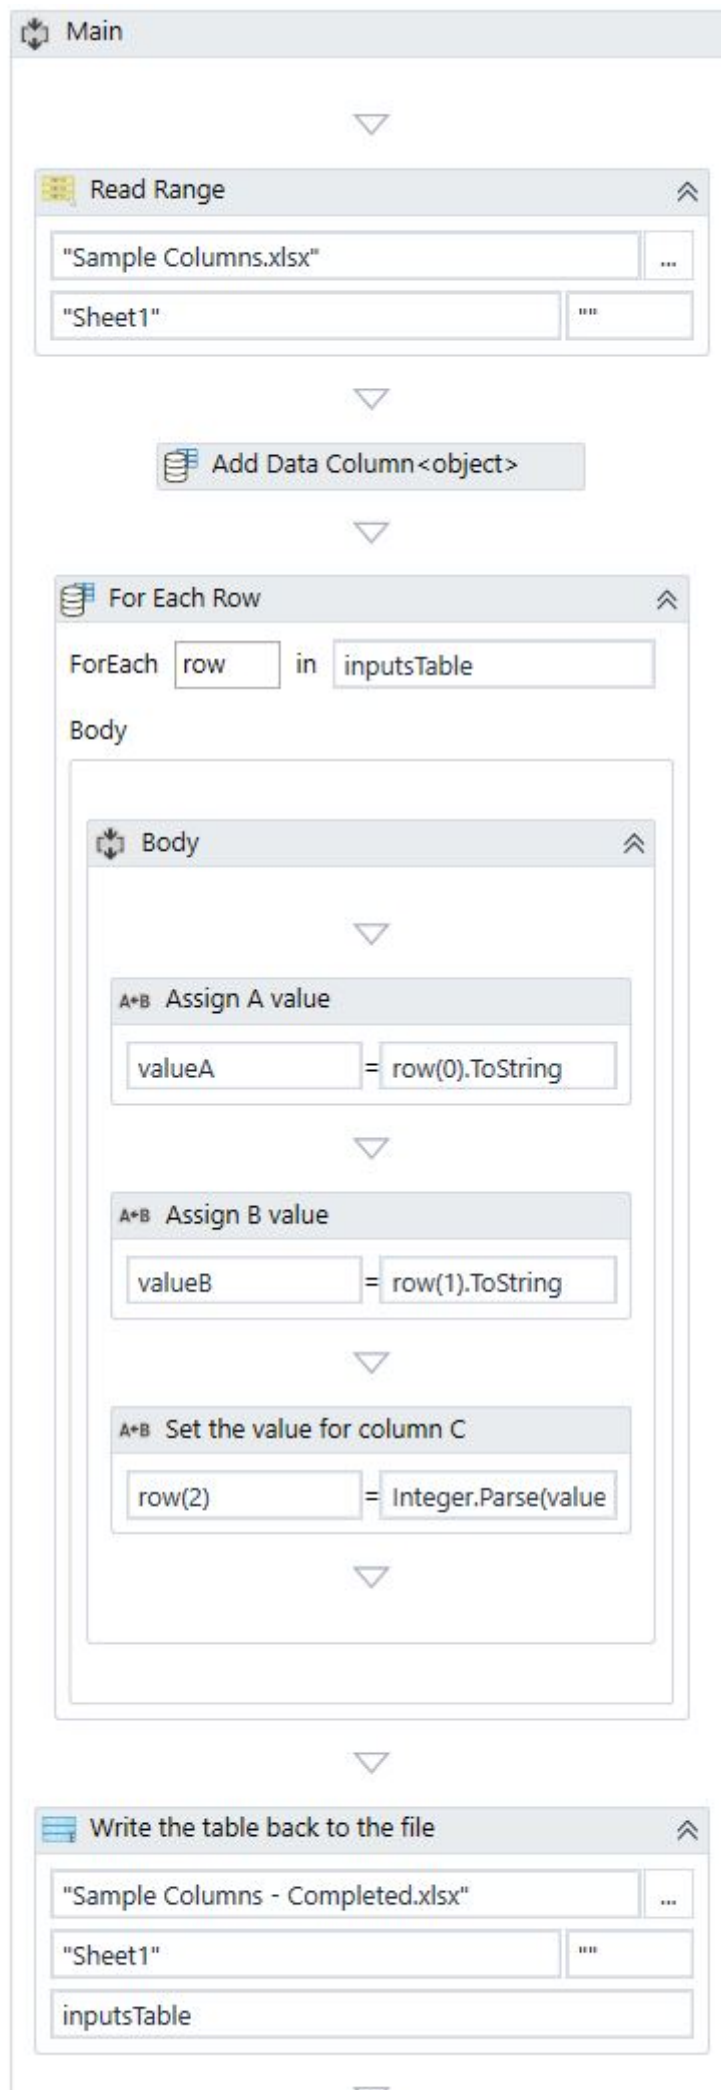 Main
Read Range
"Sample Columns.xlsx" ...
"Sheet1" ""
Add Data Column<object>
For Each Row
ForEach row in inputsTable
Body
Body
A+B Assign A value
valueA = row(0).ToString
A+B Assign B value
valueB = row(1).ToString
A+B Set the value for column C
row(2) = Integer.Parse(value
Write the table back to the file
"Sample Columns - Completed.xlsx" ...
"Sheet1" ""
inputsTable